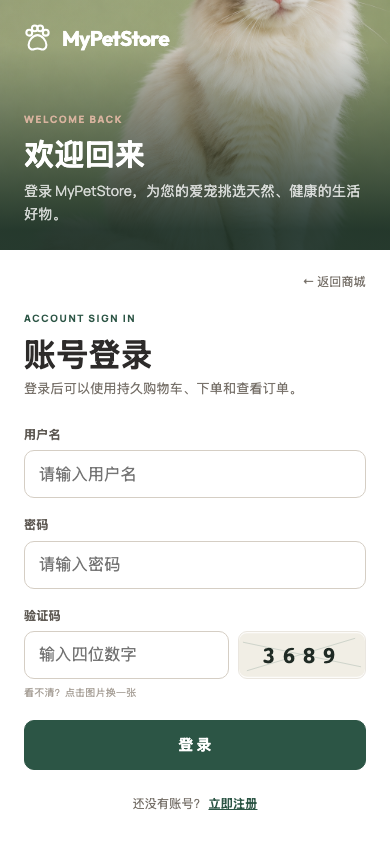 MyPetStore
WELCOME BACK
欢迎回来
登录 MyPetStore，为您的爱宠挑选天然、健康的生活
好物。
← 返回商城
ACCOUNT SIGN IN
账号登录
登录后可以使用持久购物车、下单和查看订单。
用户名
请输入用户名
密码
请输入密码
验证码
输入四位数字
3689
看不清？点击图片换一张
登录
还没有账号？ 立即注册